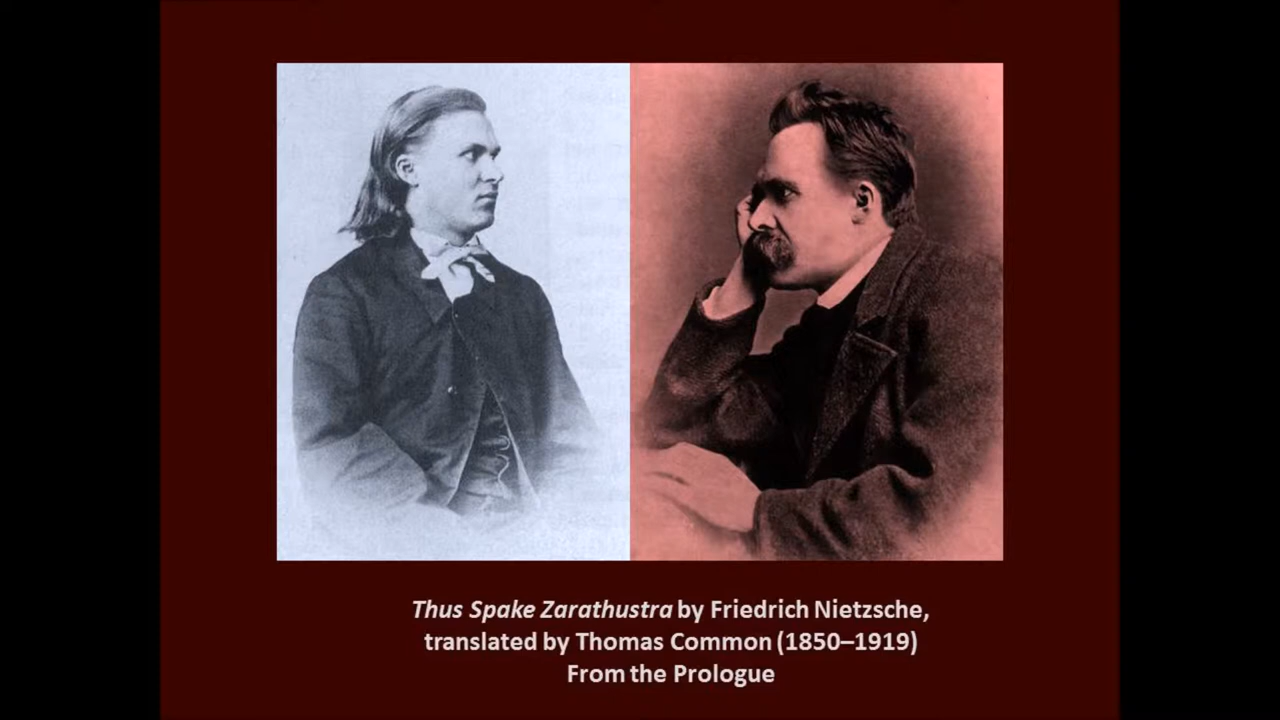 Thus Spake Zarathustra by Friedrich Nietzsche,
translated by Thomas Common (1850–1919)
From the Prologue